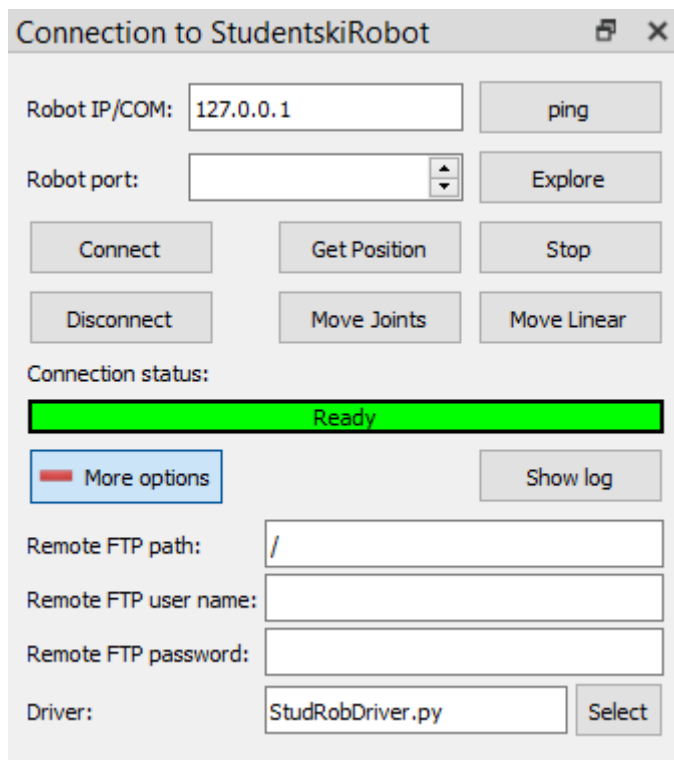 Connection to StudentskiRobot
Robot IP/COM: 127.0.0.1 ping
Robot port: Explore
Connect Get Position Stop
Disconnect Move Joints Move Linear
Connection status:
Ready
More options Show log
Remote FTP path: /
Remote FTP user name:
Remote FTP password:
Driver: StudRobDriver.py Select